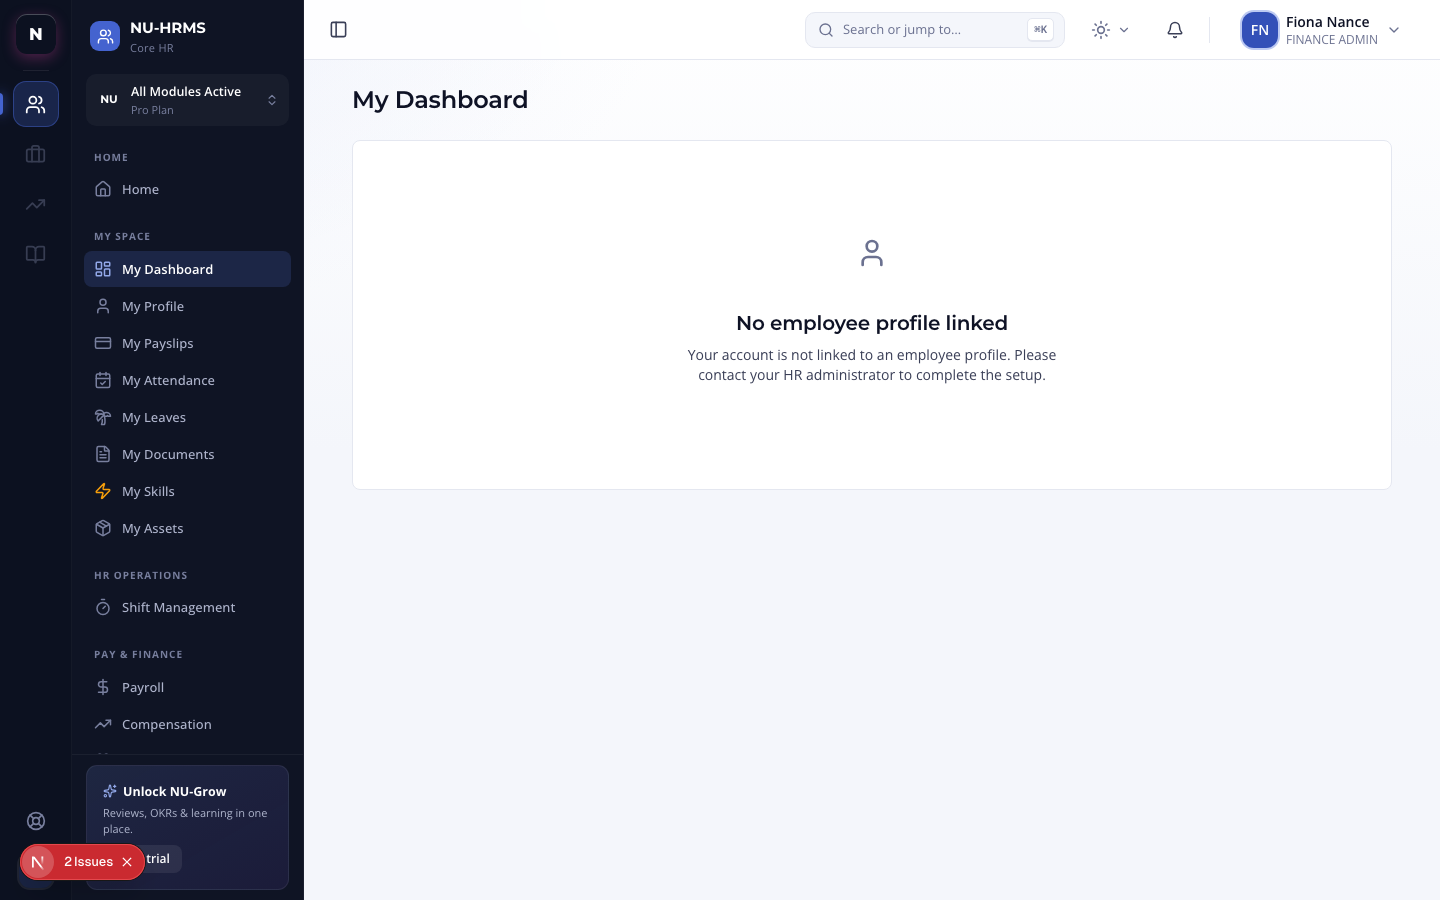 N
NU-HRMS
Core HR
NU
All Modules Active
Pro Plan
HOME
Home
MY SPACE
My Dashboard
My Profile
My Payslips
My Attendance
My Leaves
My Documents
My Skills
My Assets
HR OPERATIONS
Shift Management
PAY & FINANCE
Payroll
Compensation
Unlock NU-Grow
Reviews, OKRs & learning in one
place.
trial
N
2 Issues
Search or jump to...
⌘K
FN
Fiona Nance
FINANCE ADMIN
My Dashboard
No employee profile linked
Your account is not linked to an employee profile. Please
contact your HR administrator to complete the setup.